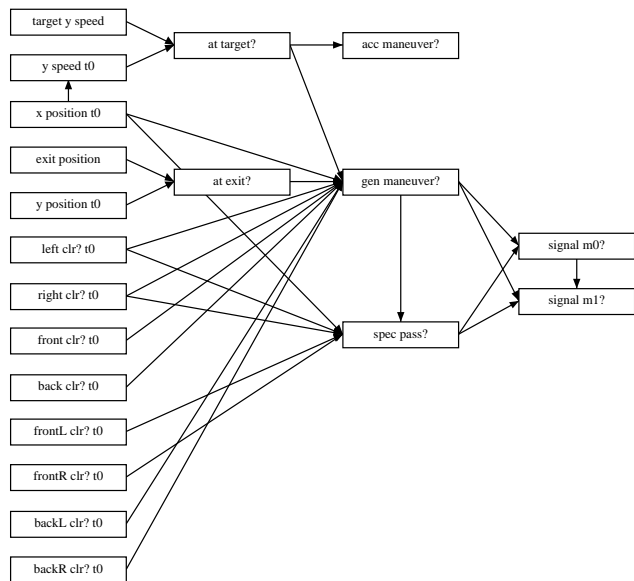 target y speed
at target?
acc maneuver?
y speed t0
x position t0
exit position
at exit?
gen maneuver?
y position t0
left clr? t0
signal m0?
right clr? t0
signal m1?
front clr? t0
spec pass?
back clr? t0
frontL clr? t0
frontR clr? t0
backL clr? t0
backR clr? t0